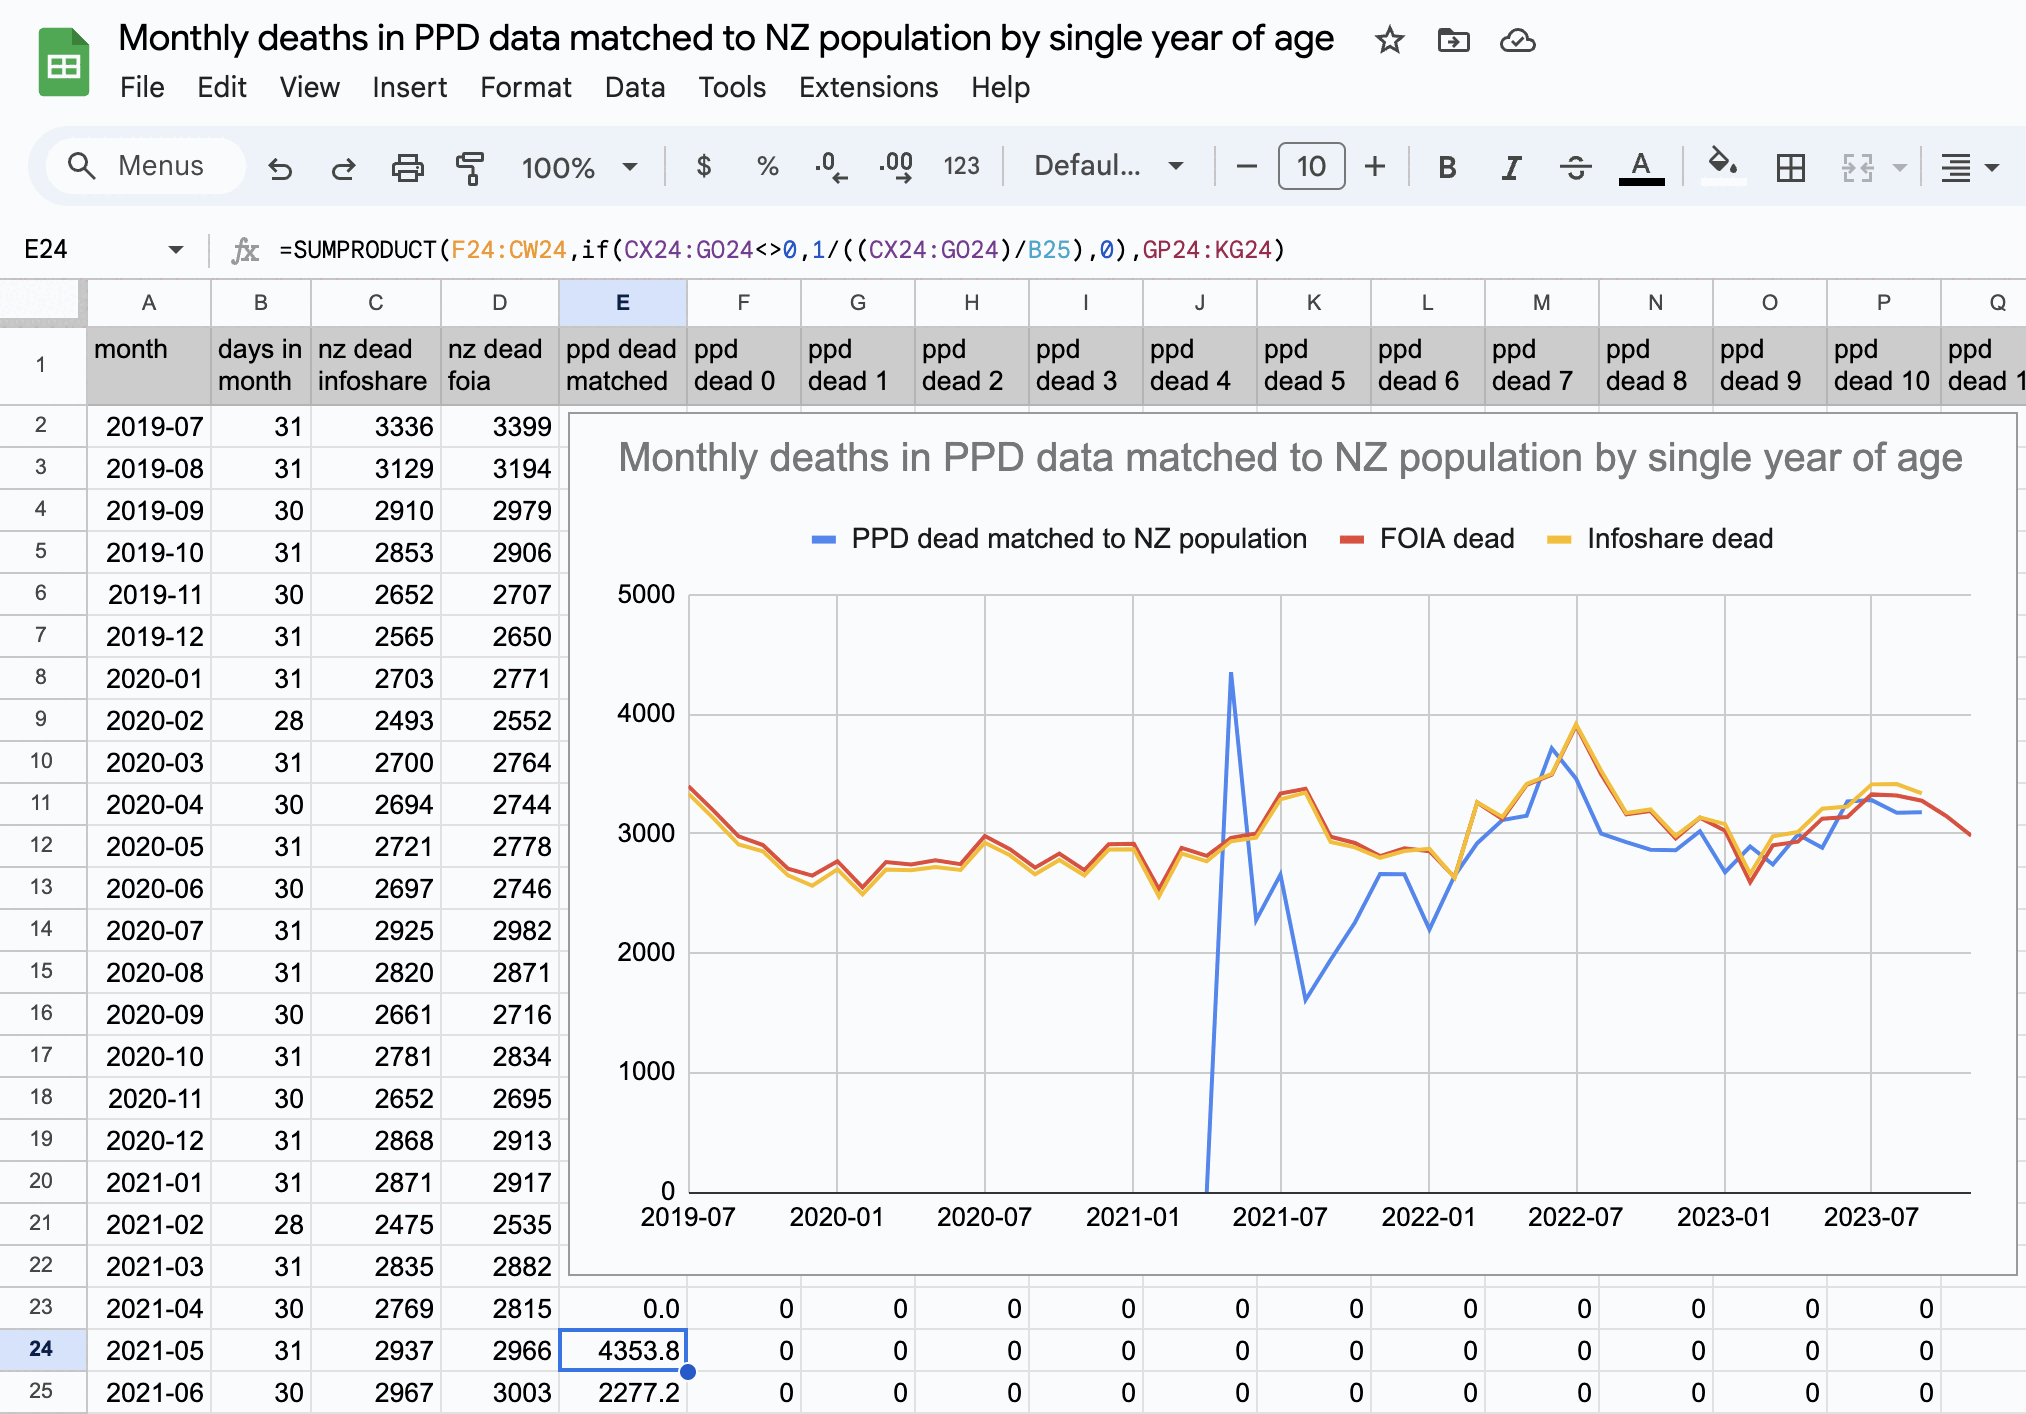 Monthly deaths in PPD data matched to NZ population by single year of age
File Edit View Insert Format Data Tools Extensions Help
Menus 100% $ % .0 .00 123 Defaul... − 10 + B I S A
E24 fx =SUMPRODUCT(F24:CW24,if(CX24:GO24<>0,1/((CX24:GO24)/B25),0),GP24:KG24)
A B C D E F G H I J K L M N O P Q
1 month days in month nz dead infoshare nz dead foia ppd dead matched ppd dead 0 ppd dead 1 ppd dead 2 ppd dead 3 ppd dead 4 ppd dead 5 ppd dead 6 ppd dead 7 ppd dead 8 ppd dead 9 ppd dead 10 ppd dead 1
2 2019-07 31 3336 3399
3 2019-08 31 3129 3194
4 2019-09 30 2910 2979
5 2019-10 31 2853 2906
6 2019-11 30 2652 2707
7 2019-12 31 2565 2650
8 2020-01 31 2703 2771
9 2020-02 28 2493 2552
10 2020-03 31 2700 2764
11 2020-04 30 2694 2744
12 2020-05 31 2721 2778
13 2020-06 30 2697 2746
14 2020-07 31 2925 2982
15 2020-08 31 2820 2871
16 2020-09 30 2661 2716
17 2020-10 31 2781 2834
18 2020-11 30 2652 2695
19 2020-12 31 2868 2913
20 2021-01 31 2871 2917
21 2021-02 28 2475 2535
22 2021-03 31 2835 2882
Monthly deaths in PPD data matched to NZ population by single year of age
PPD dead matched to NZ population FOIA dead Infoshare dead
5000
4000
3000
2000
1000
0
2019-07 2020-01 2020-07 2021-01 2021-07 2022-01 2022-07 2023-01 2023-07
23 2021-04 30 2769 2815 0.0 0 0 0 0 0 0 0 0 0 0 0
24 2021-05 31 2937 2966 4353.8 0 0 0 0 0 0 0 0 0 0 0
25 2021-06 30 2967 3003 2277.2 0 0 0 0 0 0 0 0 0 0 0